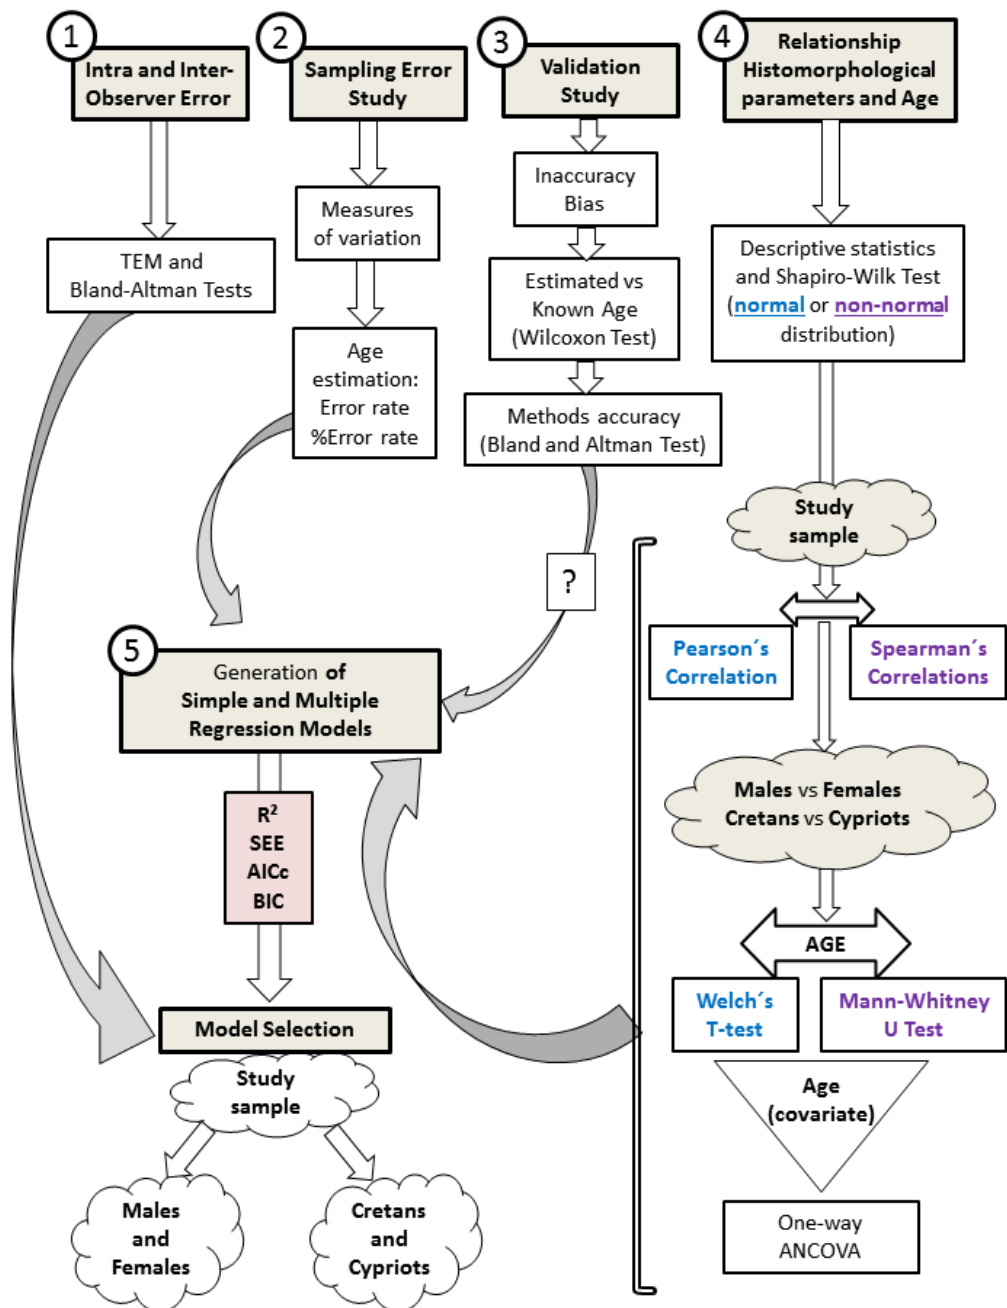 1
Intra and Inter-
Observer Error
TEM and
Bland-Altman Tests
2
Sampling Error
Study
Measures
of variation
Age
estimation:
Error rate
%Error rate
3
Validation
Study
Inaccuracy
Bias
Estimated vs
Known Age
(Wilcoxon Test)
Methods accuracy
(Bland and Altman Test)
?
4
Relationship
Histomorphological
parameters and Age
Descriptive statistics
and Shapiro-Wilk Test
(normal or non-normal
distribution)
Study
sample
Pearson´s
Correlation
Spearman´s
Correlations
Males vs Females
Cretans vs Cypriots
AGE
Welch´s
T-test
Mann-Whitney
U Test
Age
(covariate)
One-way
ANCOVA
5
Generation of
Simple and Multiple
Regression Models
R²
SEE
AICc
BIC
Model Selection
Study
sample
Males
and
Females
Cretans
and
Cypriots